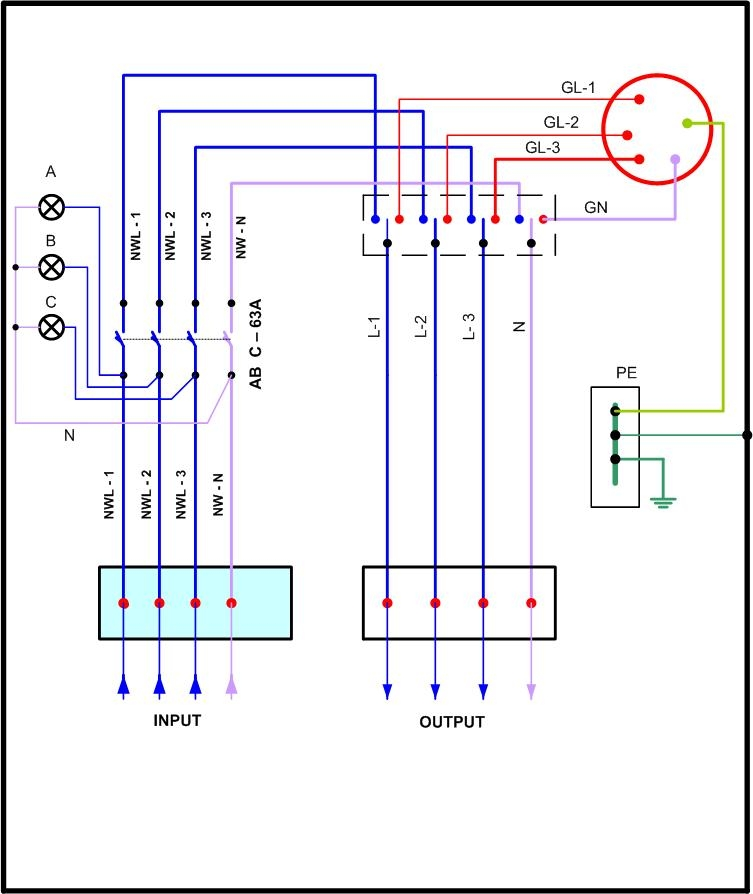 GL-1
GL-2
GL-3
A
GN
NWL - 1
NWL - 2
NWL - 3
NW - N
B
C
AB C – 63A
L-1
L-2
L- 3
N
PE
N
NWL - 1
NWL - 2
NWL - 3
NW - N
INPUT
OUTPUT